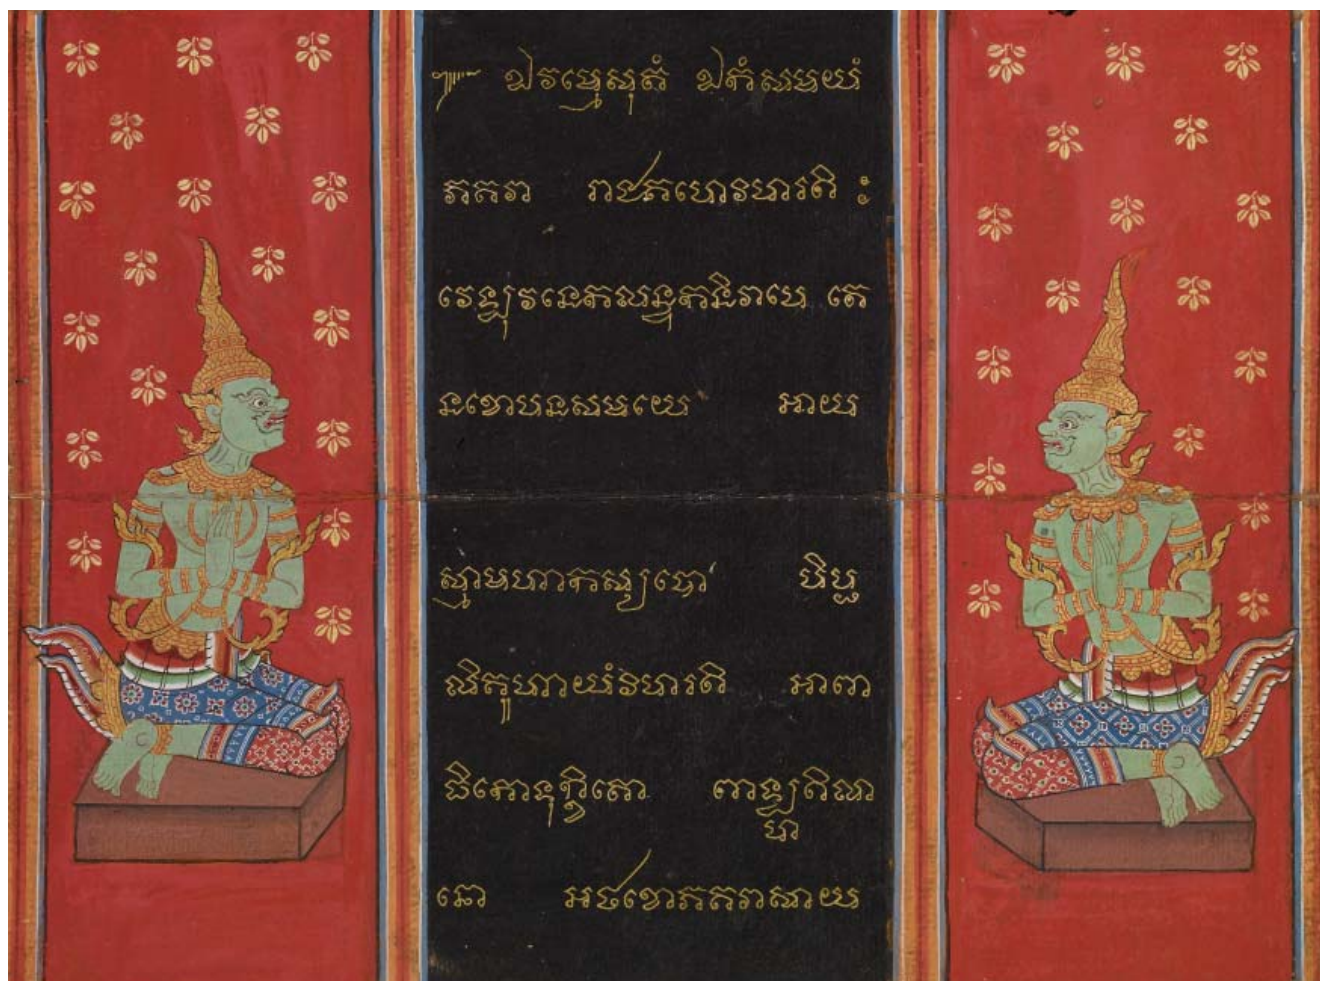 ឯវម្មេសុតំ ឯកំសមយំ
ភគវា រាជគហេវិហរតិ ៈ
វេឡុវនេកលន្ទកនិវាបេ តេ
នខោបនសមយេ អាយ
ស្មាមហាកស្សបោ បិប្ផ
លិគូហាយំវិហរតិ អាពា
ធិកោទុក្ខិតោ ពាឡ្ហគិលា
នោ អថខោភគវាសាយ